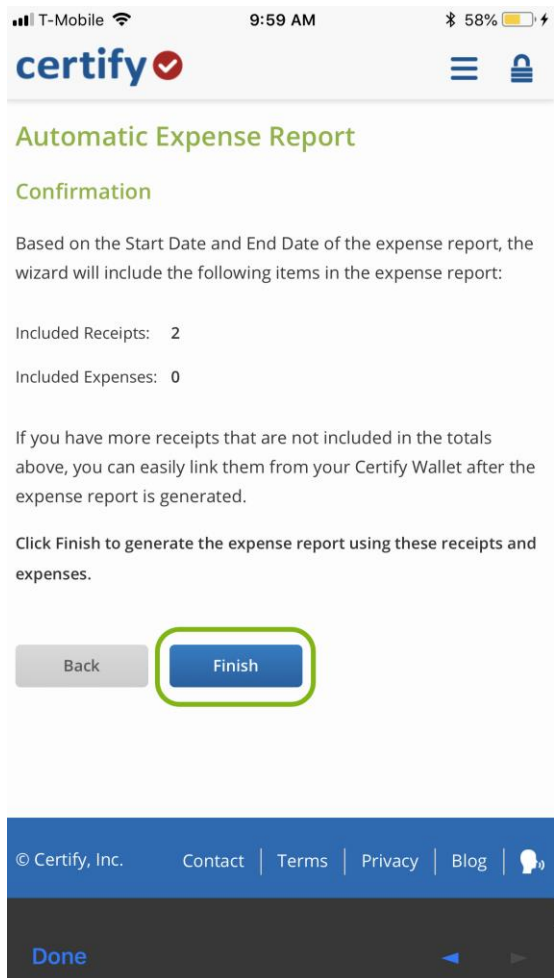 T-Mobile 9:59 AM 58%
certify
Automatic Expense Report
Confirmation
Based on the Start Date and End Date of the expense report, the
wizard will include the following items in the expense report:
Included Receipts: 2
Included Expenses: 0
If you have more receipts that are not included in the totals
above, you can easily link them from your Certify Wallet after the
expense report is generated.
Click Finish to generate the expense report using these receipts and
expenses.
Back Finish
© Certify, Inc. Contact | Terms | Privacy | Blog |
Done